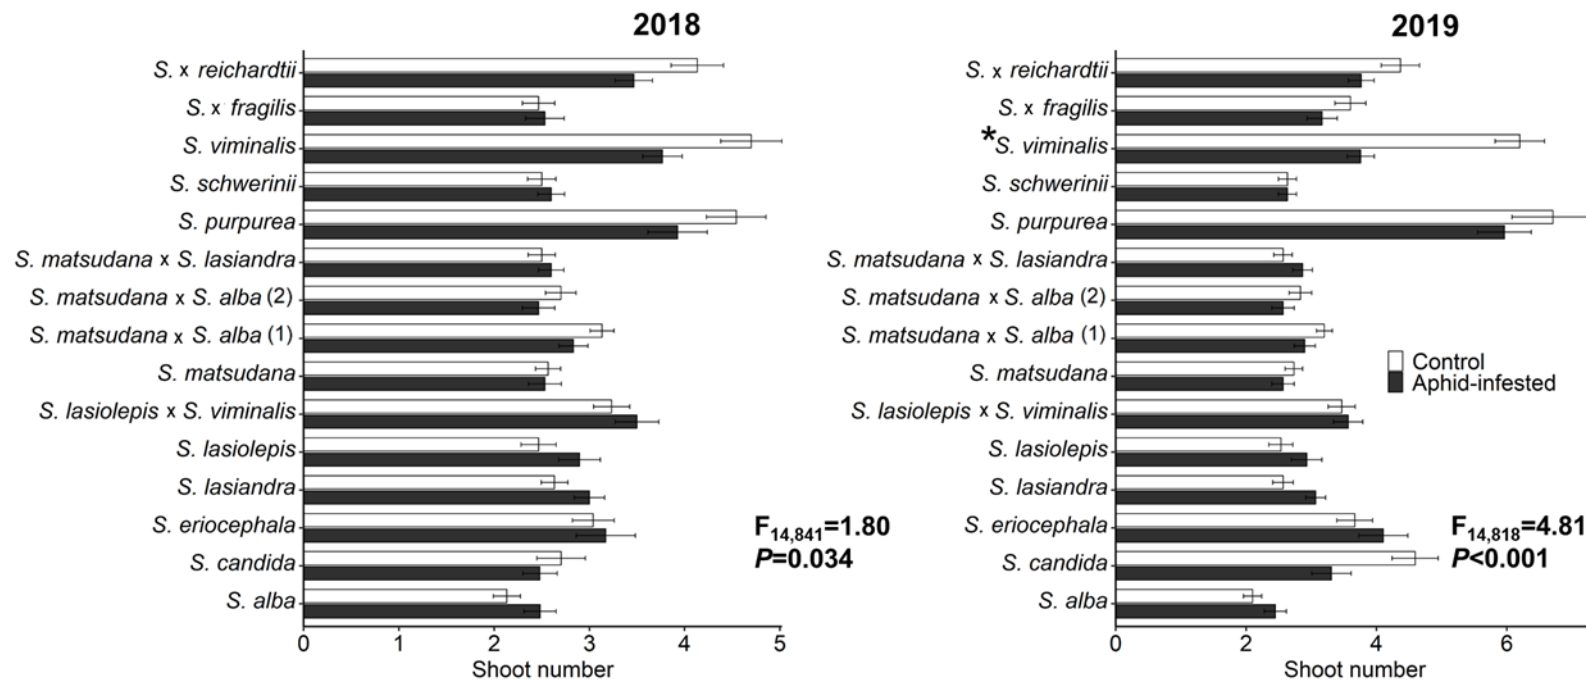 2018
S. x reichardtii
S. x fragilis
S. viminalis
S. schwerinii
S. purpurea
S. matsudana x S. lasiandra
S. matsudana x S. alba (2)
S. matsudana x S. alba (1)
S. matsudana
S. lasiolepis x S. viminalis
S. lasiolepis
S. lasiandra
S. eriocephala
S. candida
S. alba
F14,841=1.80
P=0.034
0 1 2 3 4 5
Shoot number
2019
S. x reichardtii
S. x fragilis
*S. viminalis
S. schwerinii
S. purpurea
S. matsudana x S. lasiandra
S. matsudana x S. alba (2)
S. matsudana x S. alba (1)
S. matsudana
S. lasiolepis x S. viminalis
S. lasiolepis
S. lasiandra
S. eriocephala
S. candida
S. alba
Control
Aphid-infested
F14,818=4.81
P<0.001
0 2 4 6
Shoot number